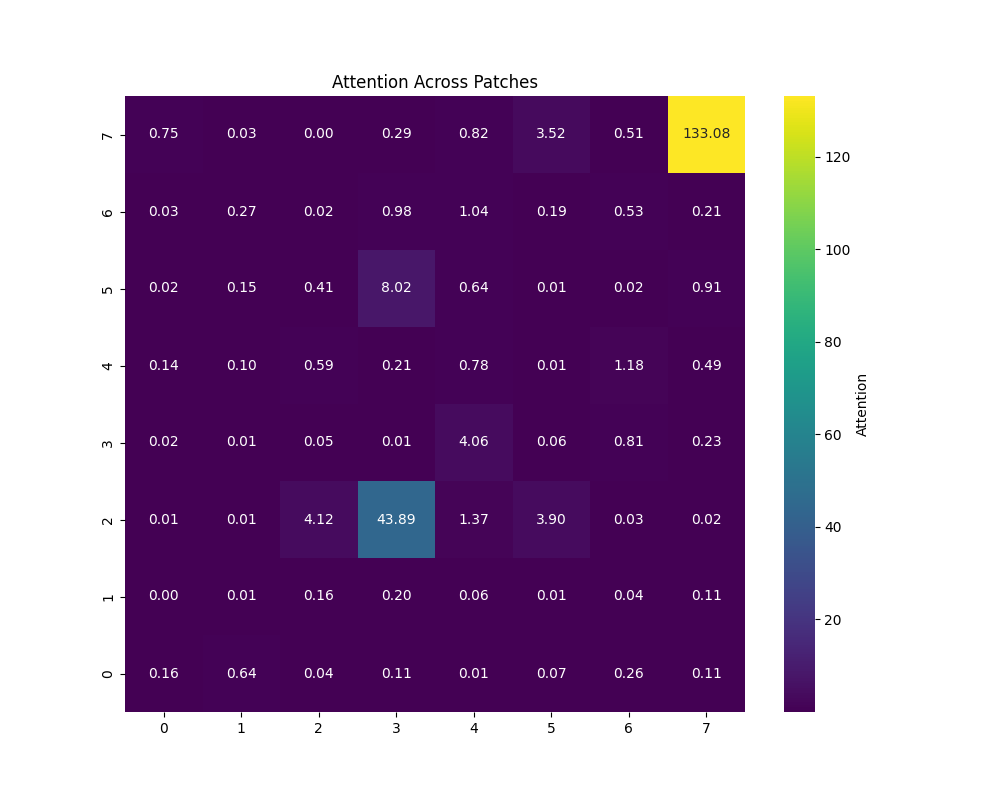 Attention Across Patches
7 0.75 0.03 0.00 0.29 0.82 3.52 0.51 133.08
6 0.03 0.27 0.02 0.98 1.04 0.19 0.53 0.21
5 0.02 0.15 0.41 8.02 0.64 0.01 0.02 0.91
4 0.14 0.10 0.59 0.21 0.78 0.01 1.18 0.49
3 0.02 0.01 0.05 0.01 4.06 0.06 0.81 0.23
2 0.01 0.01 4.12 43.89 1.37 3.90 0.03 0.02
1 0.00 0.01 0.16 0.20 0.06 0.01 0.04 0.11
0 0.16 0.64 0.04 0.11 0.01 0.07 0.26 0.11
0 1 2 3 4 5 6 7
120
100
80
60
40
20
Attention